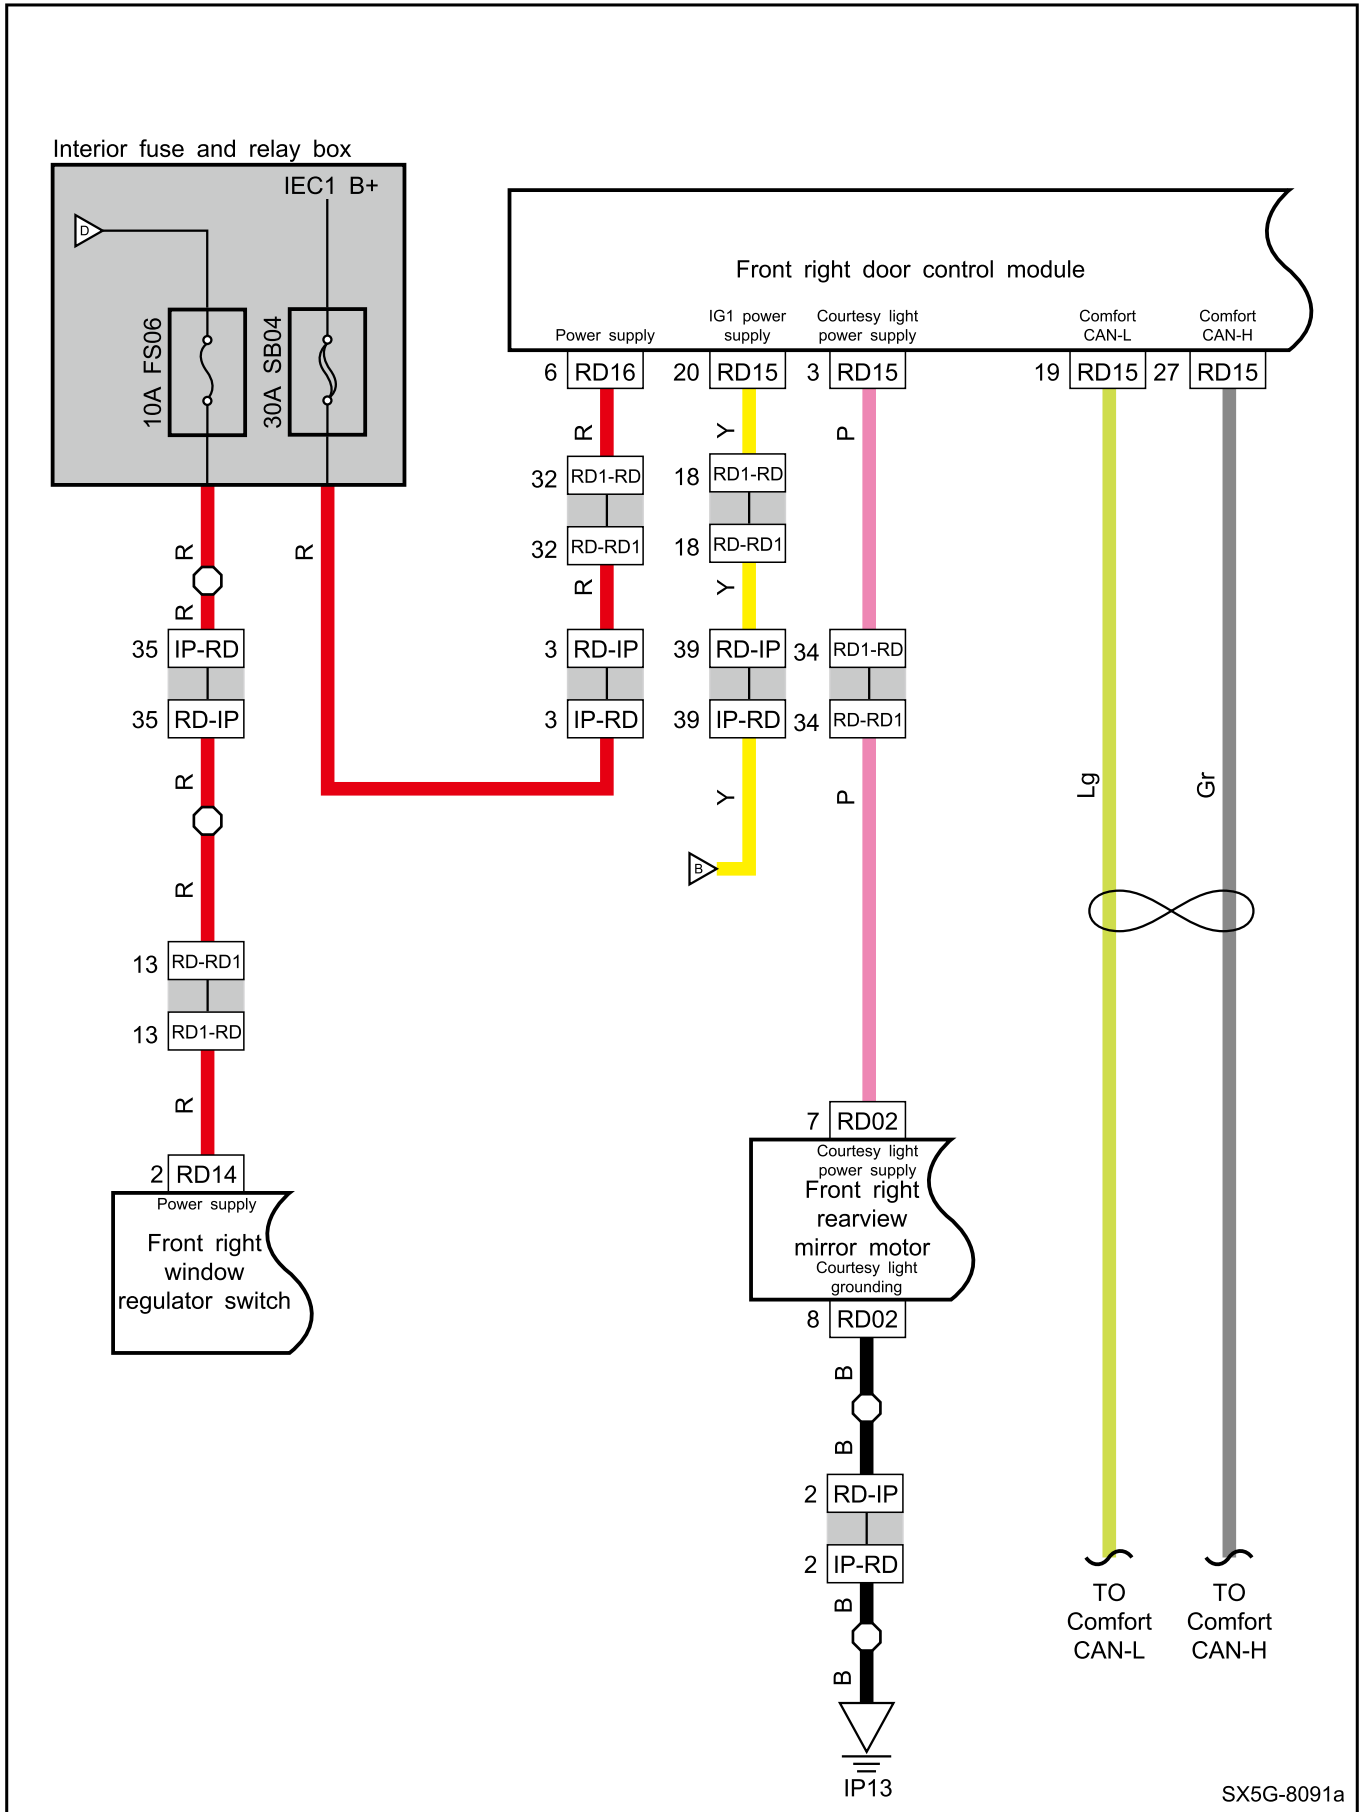 Interior fuse and relay box
IEC1 B+
D
10A FS06
30A SB04
Front right door control module
Power supply
IG1 power
supply
Courtesy light
power supply
Comfort
CAN-L
Comfort
CAN-H
6 RD16
20 RD15
3 RD15
19 RD15
27 RD15
R
Y
P
32 RD1-RD
18 RD1-RD
32 RD-RD1
18 RD-RD1
R
R
R
Y
R
35 IP-RD
3 RD-IP
39 RD-IP
34 RD1-RD
35 RD-IP
3 IP-RD
39 IP-RD
34 RD-RD1
R
Y
P
Lg
Gr
B
R
13 RD-RD1
13 RD1-RD
R
7 RD02
Courtesy light
power supply
Front right
rearview
mirror motor
Courtesy light
grounding
2 RD14
Power supply
Front right
window
regulator switch
8 RD02
B
B
2 RD-IP
2 IP-RD
B
B
IP13
TO
Comfort
CAN-L
TO
Comfort
CAN-H
SX5G-8091a